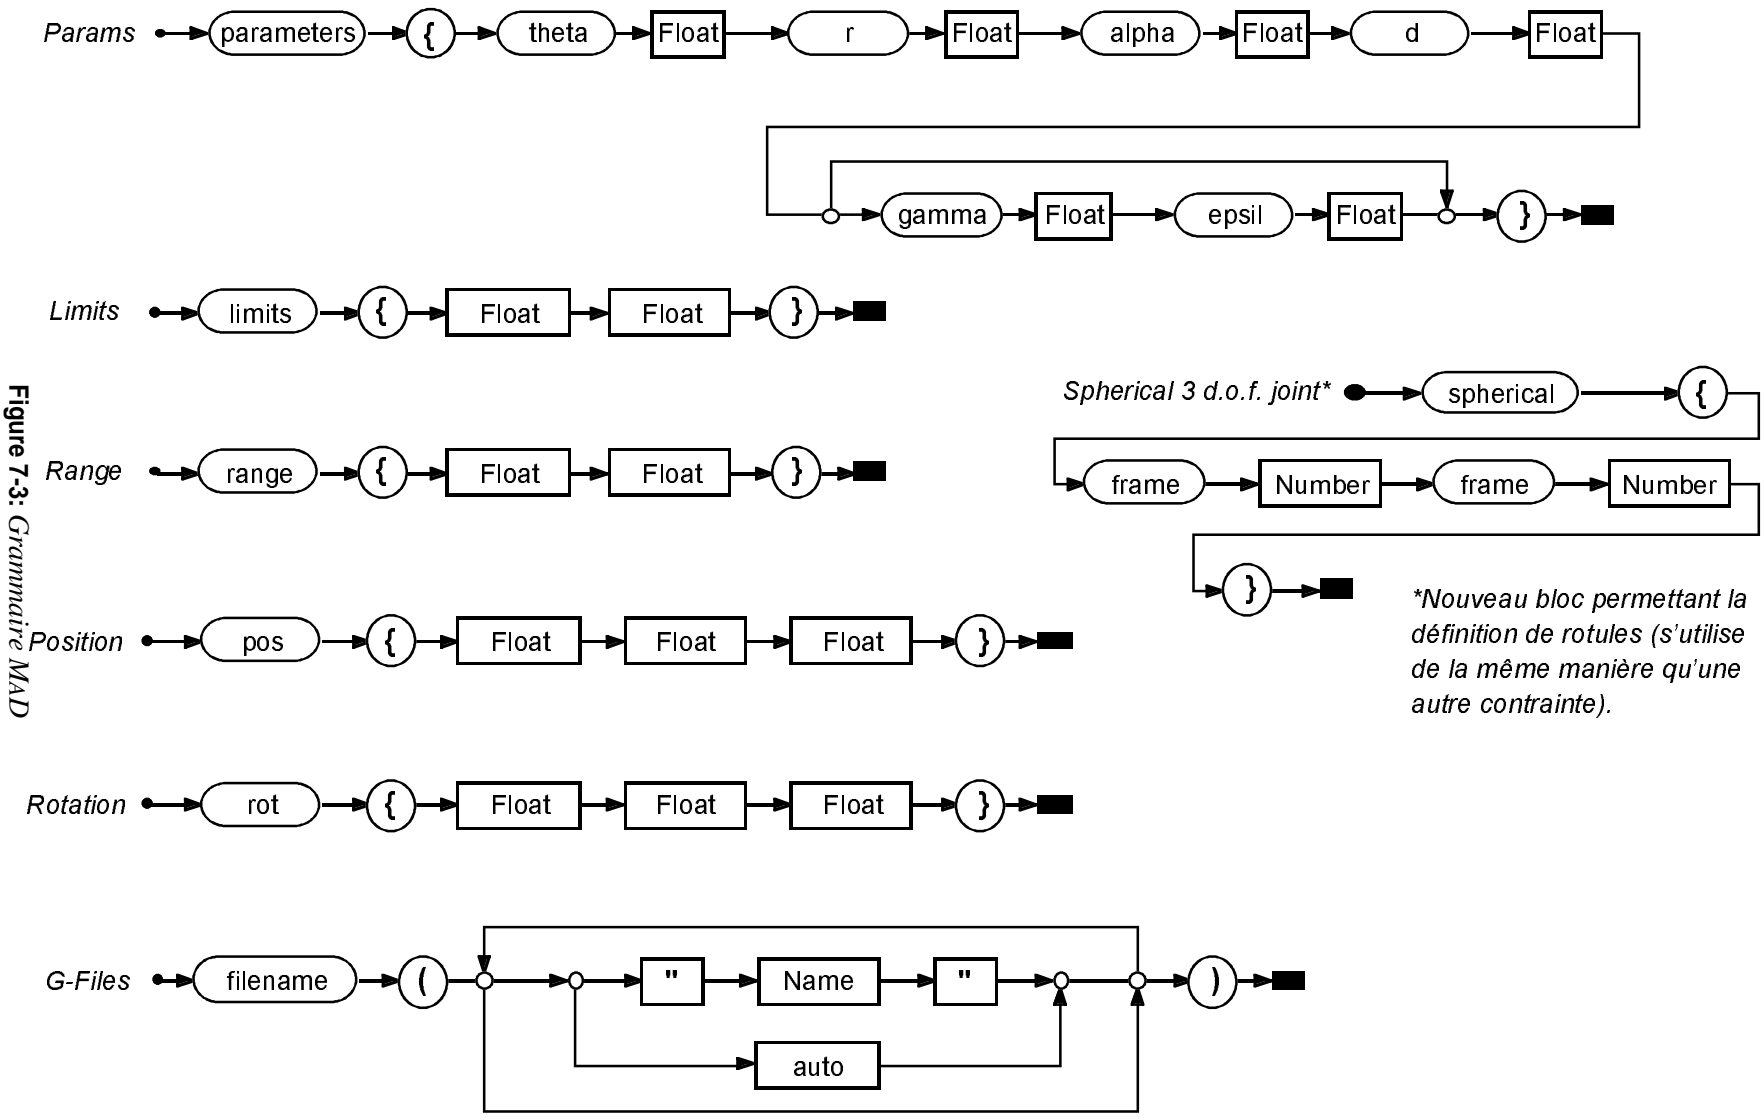 Params parameters { theta Float r Float alpha Float d Float
gamma Float epsil Float }
Limits limits { Float Float }
Spherical 3 d.o.f. joint* spherical {
frame Number frame Number
}
*Nouveau bloc permettant la
définition de rotules (s'utilise
de la même manière qu'une
autre contrainte).
Range range { Float Float }
Position pos { Float Float Float }
Rotation rot { Float Float Float }
G-Files filename ( " Name " )
auto
Figure 7-3: Grammaire MAD